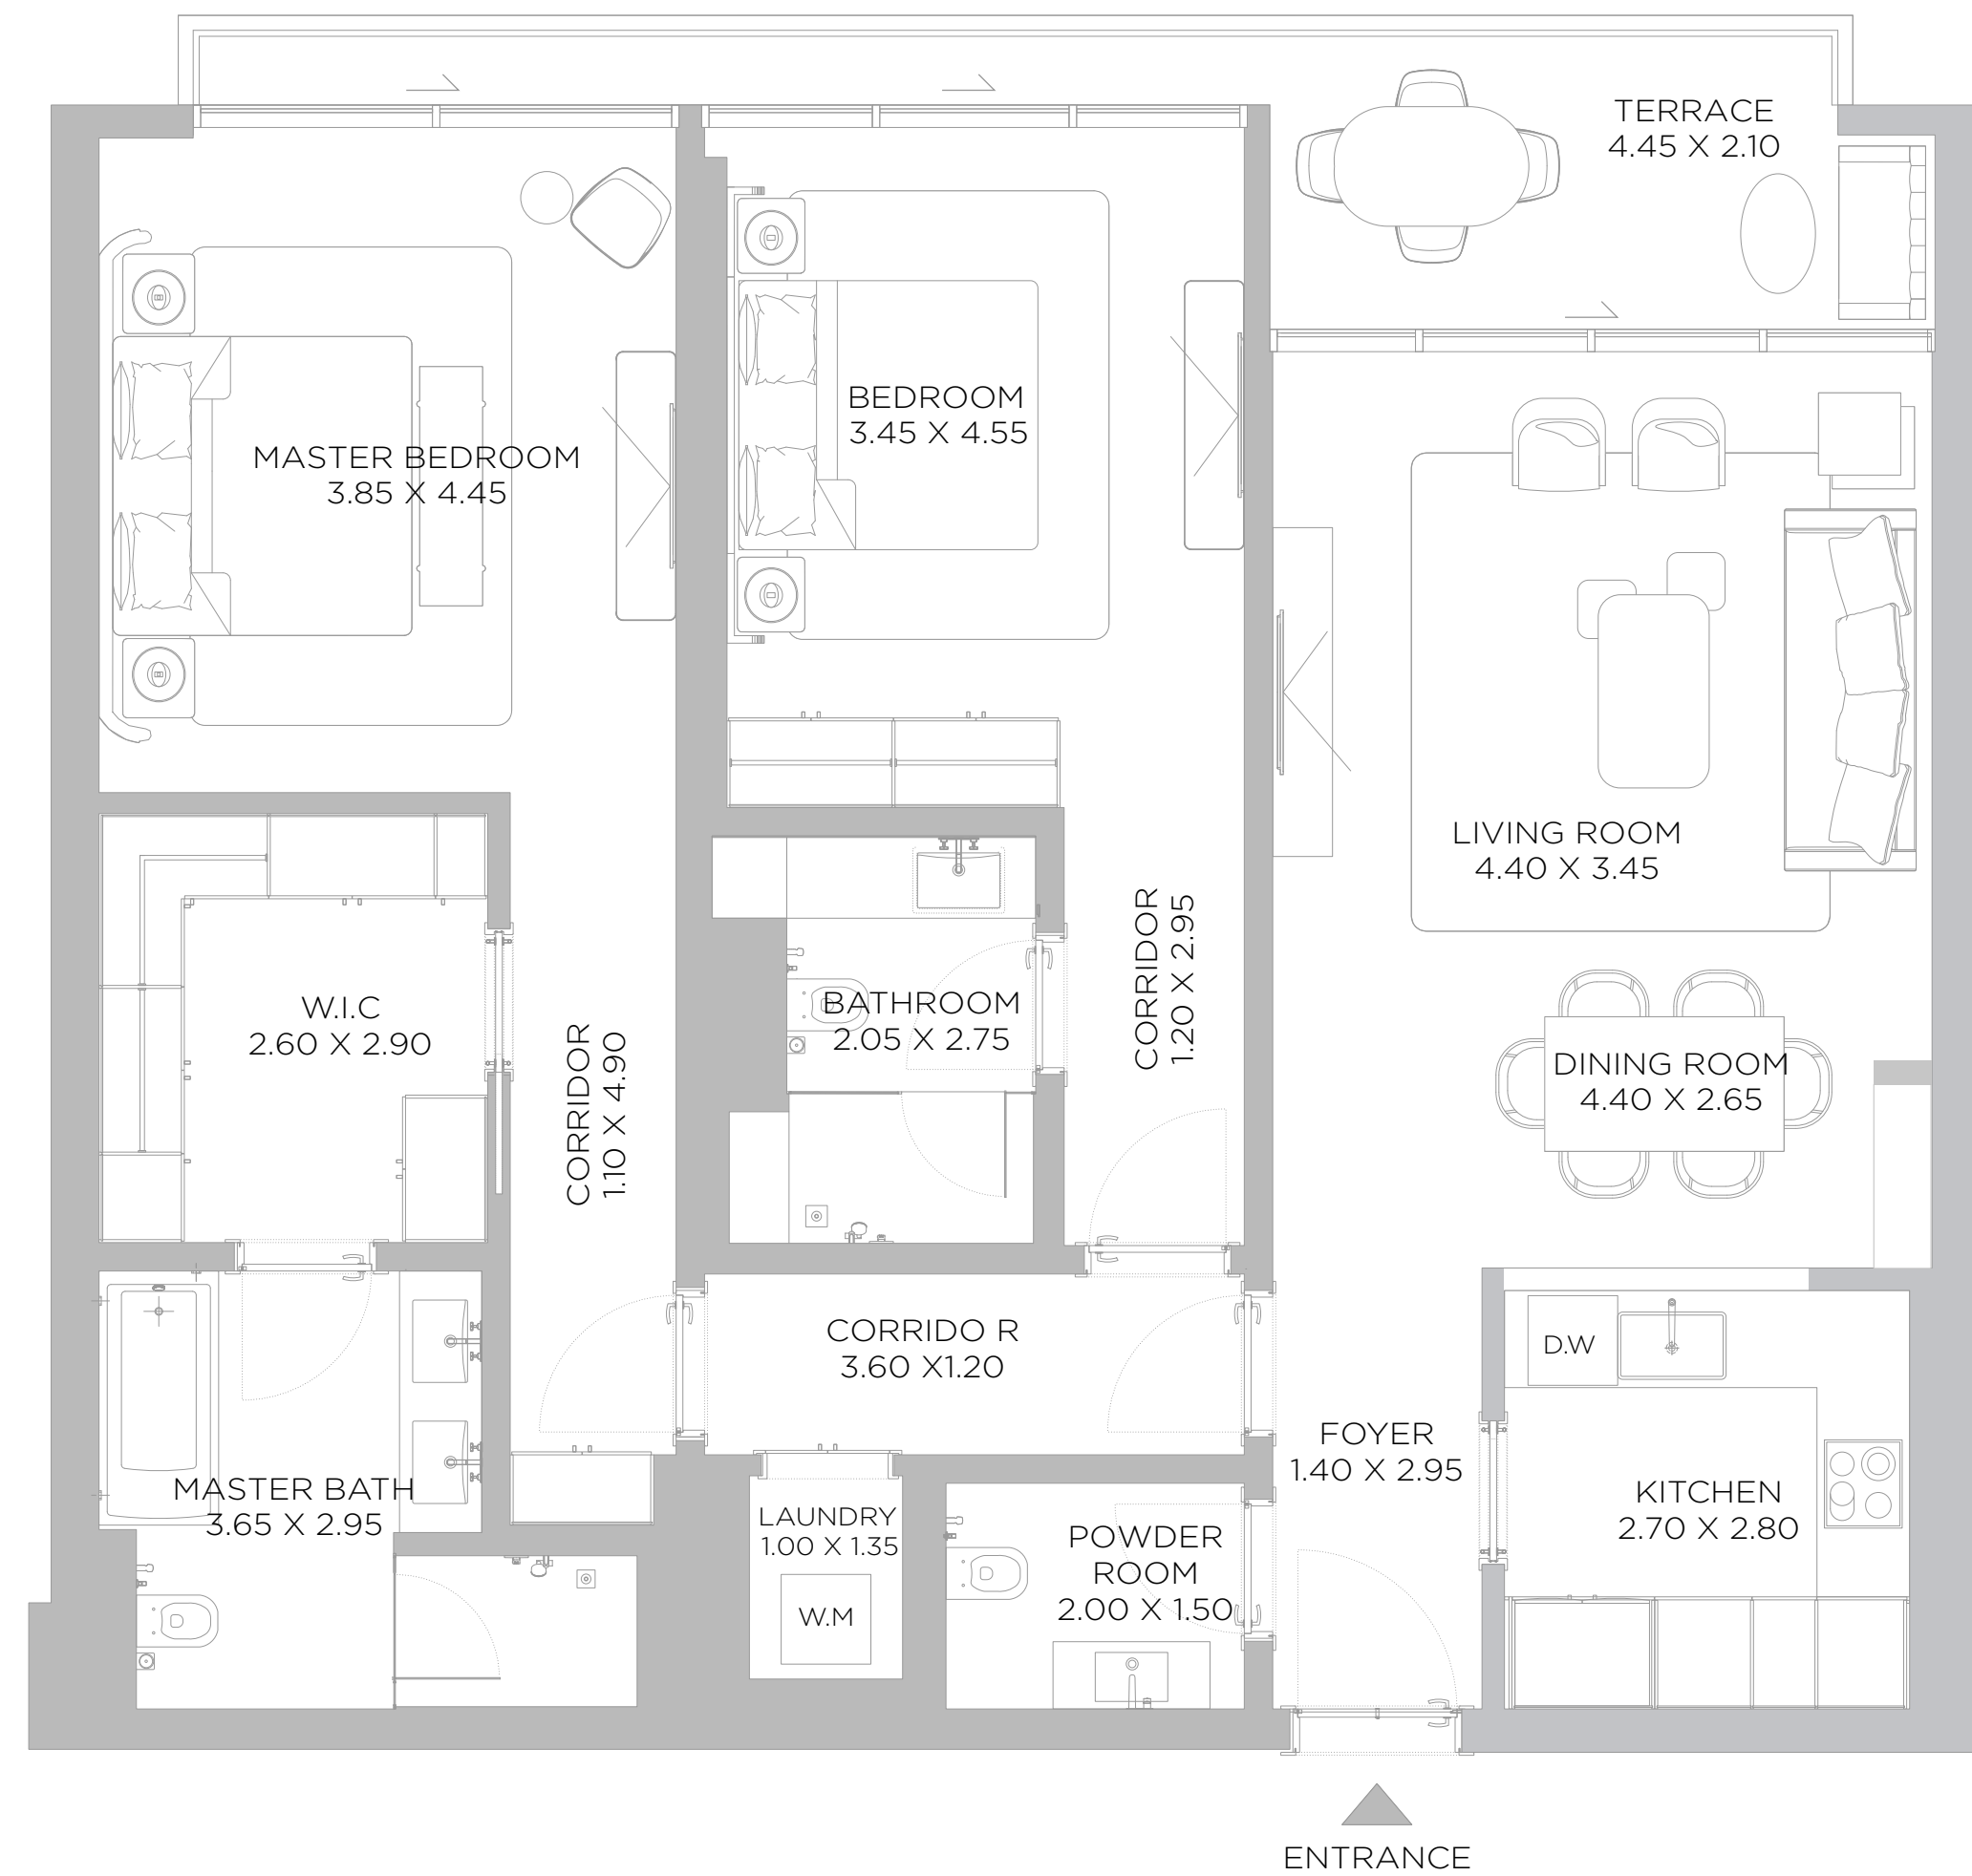 TERRACE
4.45 X 2.10
BEDROOM
3.45 X 4.55
MASTER BEDROOM
3.85 X 4.45
LIVING ROOM
4.40 X 3.45
W.I.C
2.60 X 2.90
CORRIDOR
1.10 X 4.90
BATHROOM
2.05 X 2.75
CORRIDOR
1.20 X 2.95
DINING ROOM
4.40 X 2.65
CORRIDO R
3.60 X1.20
D.W
FOYER
1.40 X 2.95
MASTER BATH
3.65 X 2.95
LAUNDRY
1.00 X 1.35
W.M
POWDER
ROOM
2.00 X 1.50
KITCHEN
2.70 X 2.80
ENTRANCE